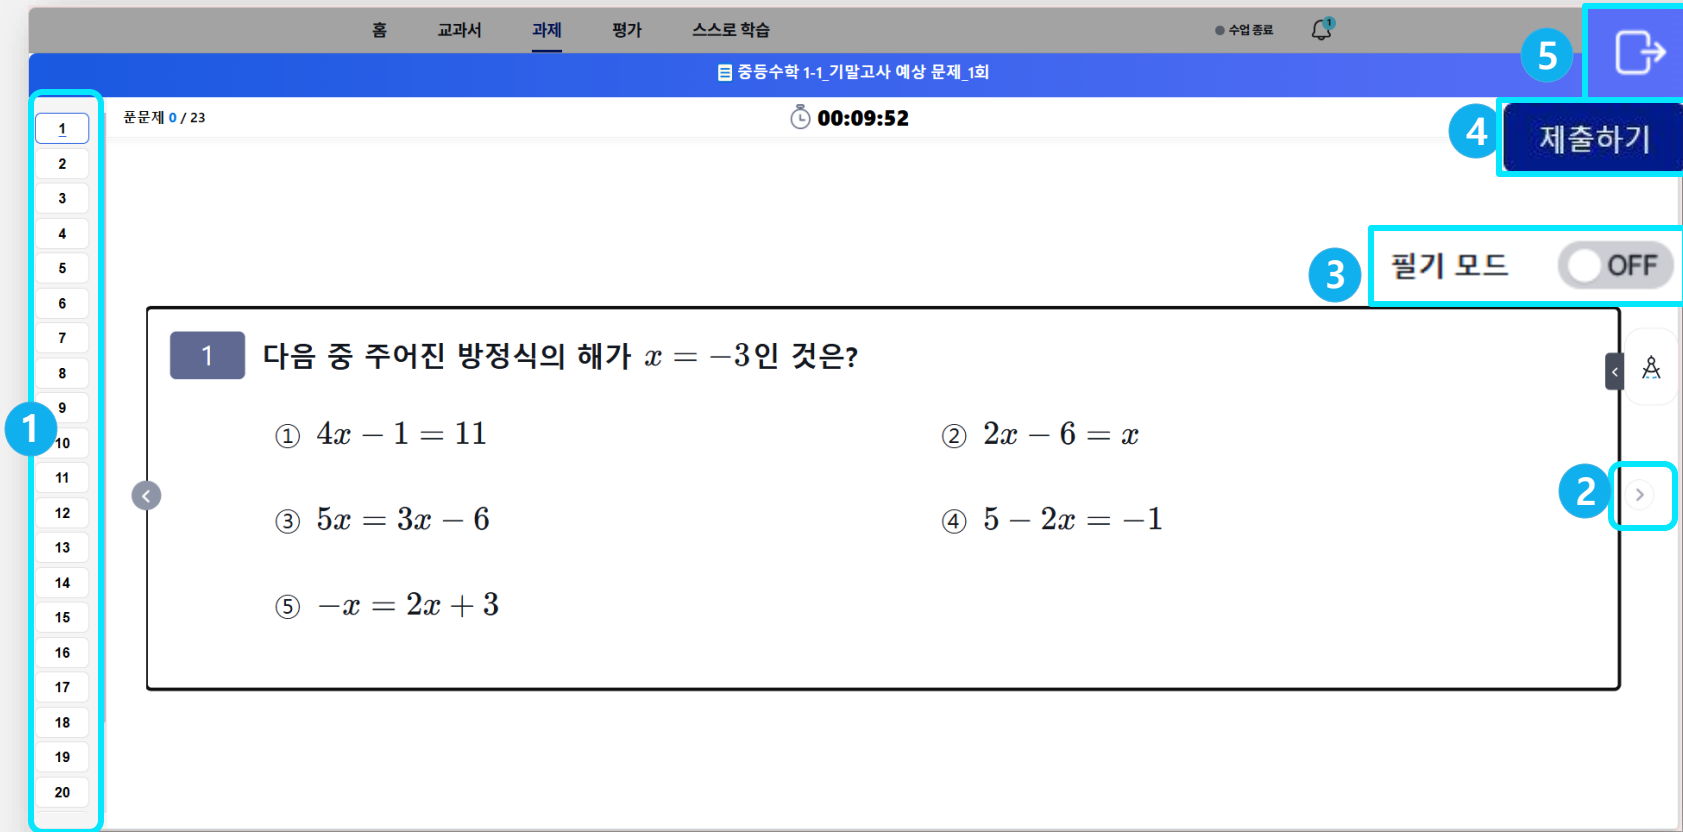 홈 교과서 과제 평가 스스로 학습 수업 종료 1
중등수학 1-1_기말고사 예상 문제_1회
5
푼문제 0 / 23
00:09:52
4
제출하기
3
필기 모드 OFF
1
2
3
4
5
6
7
8
9
10
11
12
13
14
15
16
17
18
19
20
1
1 다음 중 주어진 방정식의 해가 x = −3인 것은?
① 4x − 1 = 11
② 2x − 6 = x
③ 5x = 3x − 6
④ 5 − 2x = −1
⑤ −x = 2x + 3
2